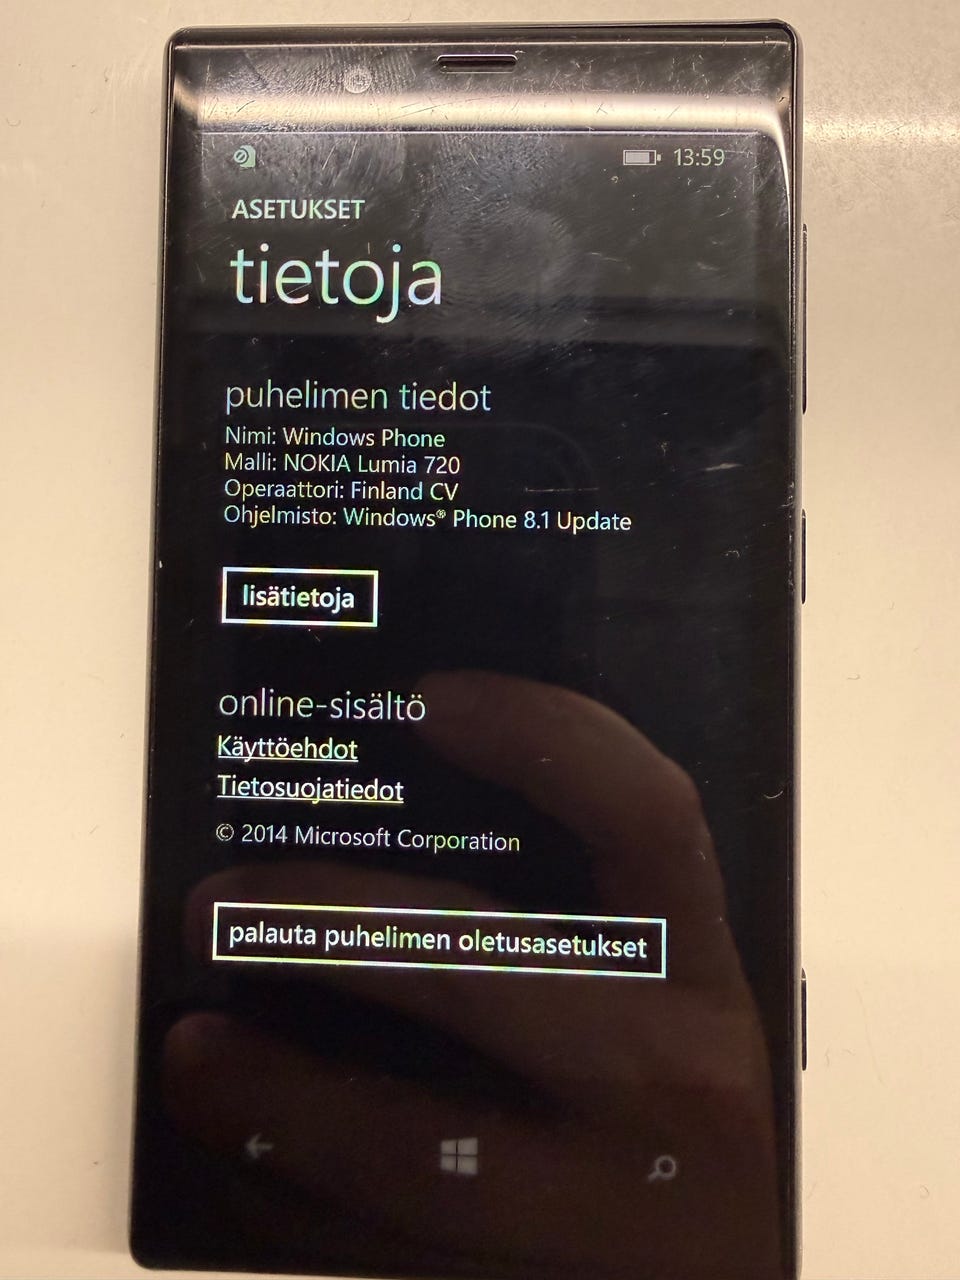 13:59
ASETUKSET
tietoja
puhelimen tiedot
Nimi: Windows Phone
Malli: NOKIA Lumia 720
Operaattori: Finland CV
Ohjelmisto: Windows® Phone 8.1 Update
lisätietoja
online-sisältö
Käyttöehdot
Tietosuojatiedot
© 2014 Microsoft Corporation
palauta puhelimen oletusasetukset